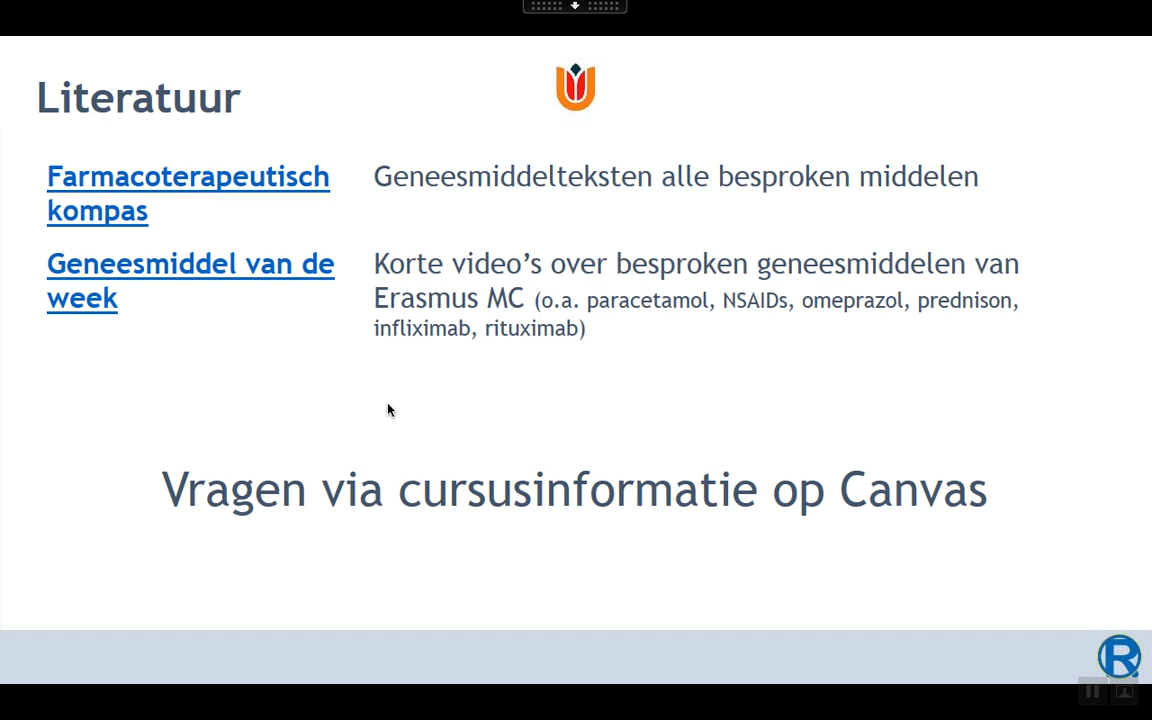 Literatuur
Farmacoterapeutisch
kompas
Geneesmiddelteksten alle besproken middelen
Geneesmiddel van de
week
Korte video's over besproken geneesmiddelen van
Erasmus MC (o.a. paracetamol, NSAIDs, omeprazol, prednison,
infliximab, rituximab)
Vragen via cursusinformatie op Canvas
R